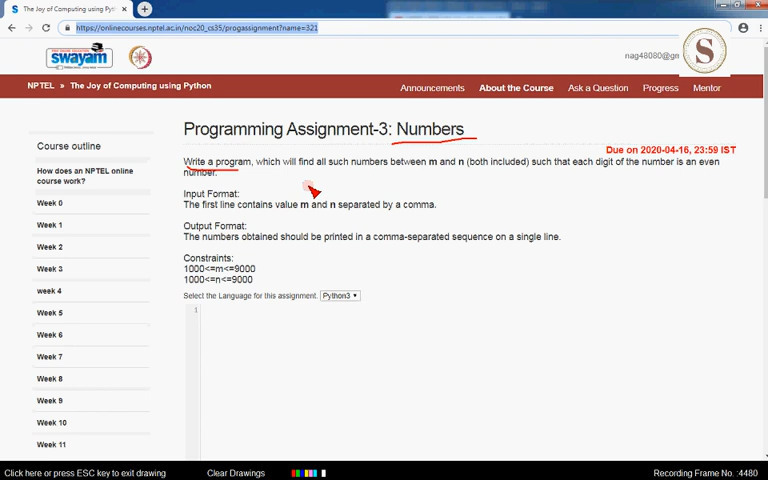 The Joy of Computing using Pyt
https://onlinecourses.nptel.ac.in/noc20_cs35/progassignment?name=321
swayam
nag48080@gm
S
NPTEL » The Joy of Computing using Python
Announcements About the Course Ask a Question Progress Mentor
Course outline
How does an NPTEL online
course work?
Week 0
Week 1
Week 2
Week 3
week 4
Week 5
Week 6
Week 7
Week 8
Week 9
Week 10
Week 11
Programming Assignment-3: Numbers
Due on 2020-04-16, 23:59 IST
Write a program, which will find all such numbers between m and n (both included) such that each digit of the number is an even
number.
Input Format:
The first line contains value m and n separated by a comma.
Output Format:
The numbers obtained should be printed in a comma-separated sequence on a single line.
Constraints:
1000<=m<=9000
1000<=n<=9000
Select the Language for this assignment. Python3
1
Click here or press ESC key to exit drawing Clear Drawings Recording Frame No. :4480